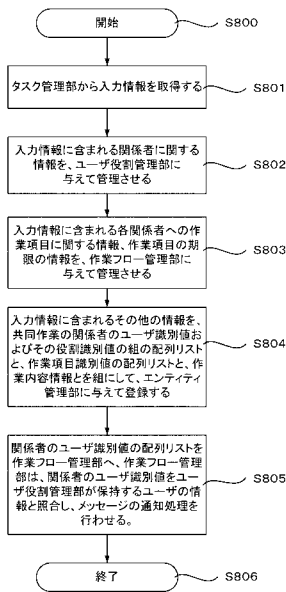 開始
S800
タスク管理部から入力情報を取得する
S801
入力情報に含まれる関係者に関する
情報を、ユーザ役割管理部に
与えて管理させる
S802
入力情報に含まれる各関係者への作
業項目に関する情報、作業項目の期
限の情報を、作業フロー管理部に
与えて管理させる
S803
入力情報に含まれるその他の情報を、
共同作業の関係者のユーザ識別値お
よびその役割識別値の組の配列リスト
と、作業項目識別値の配列リストと、作
業内容情報とを組にして、エンティティ
管理部に与えて登録する
S804
関係者のユーザ識別値の配列リストを
作業フロー管理部へ、作業フロー管理
部は、関係者のユーザ識別値をユー
ザ役割管理部が保持するユーザの情
報と照合し、メッセージの通知処理を
行わせる。
S805
終了
S806